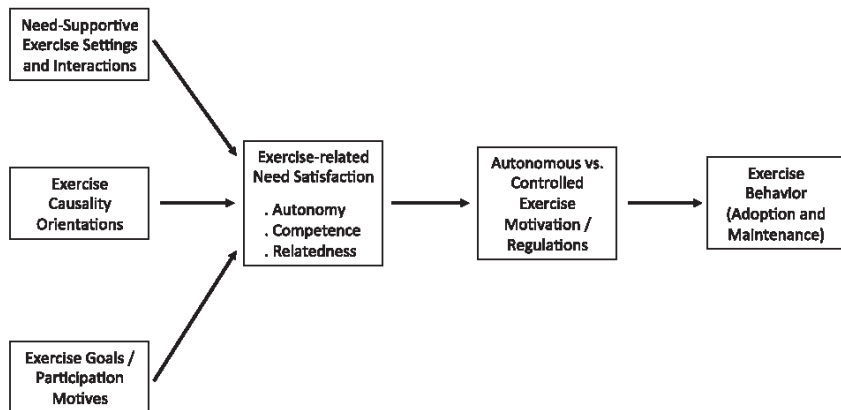 Need-Supportive
Exercise Settings
and Interactions
Exercise
Causality
Orientations
Exercise Goals /
Participation
Motives
Exercise-related
Need Satisfaction
. Autonomy
. Competence
. Relatedness
Autonomous vs.
Controlled
Exercise
Motivation /
Regulations
Exercise
Behavior
(Adoption and
Maintenance)